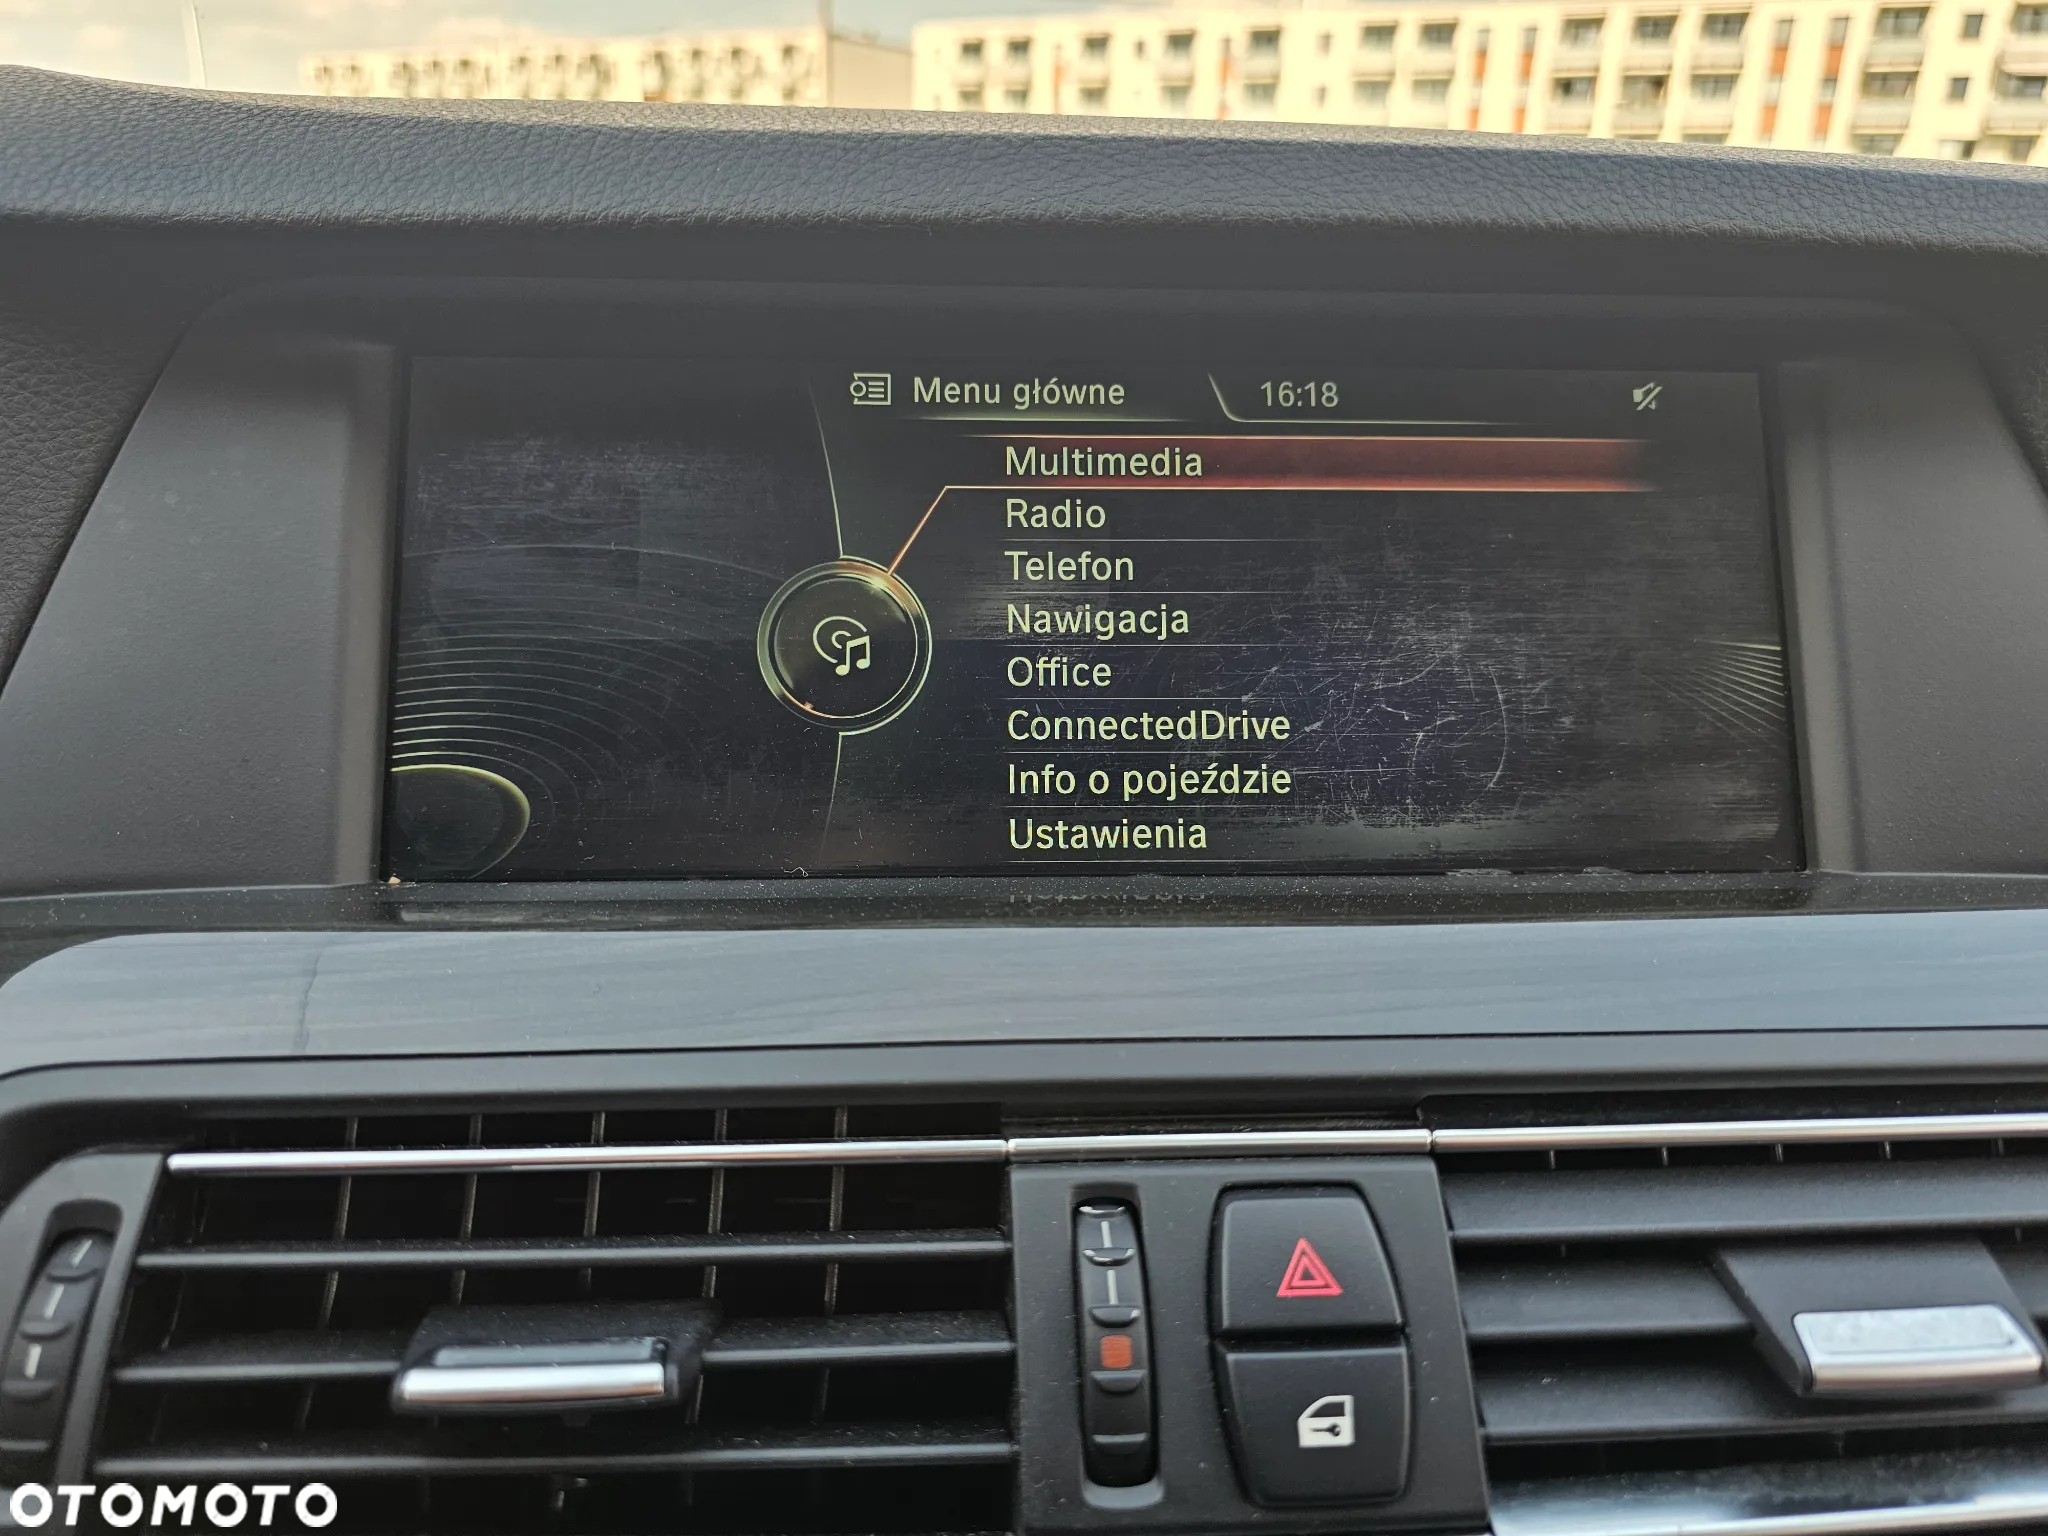 Menu główne
16:18
Multimedia
Radio
Telefon
Nawigacja
Office
ConnectedDrive
Info o pojeździe
Ustawienia
OTOMOTO